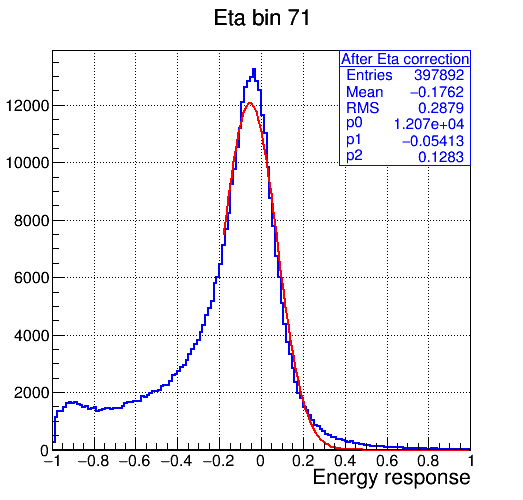 Eta bin 71
After Eta correction
Entries 397892
Mean −0.1762
RMS 0.2879
p0 1.207e+04
p1 −0.05413
p2 0.1283
12000
10000
8000
6000
4000
2000
0
−1 −0.8 −0.6 −0.4 −0.2 0 0.2 0.4 0.6 0.8 1
Energy response